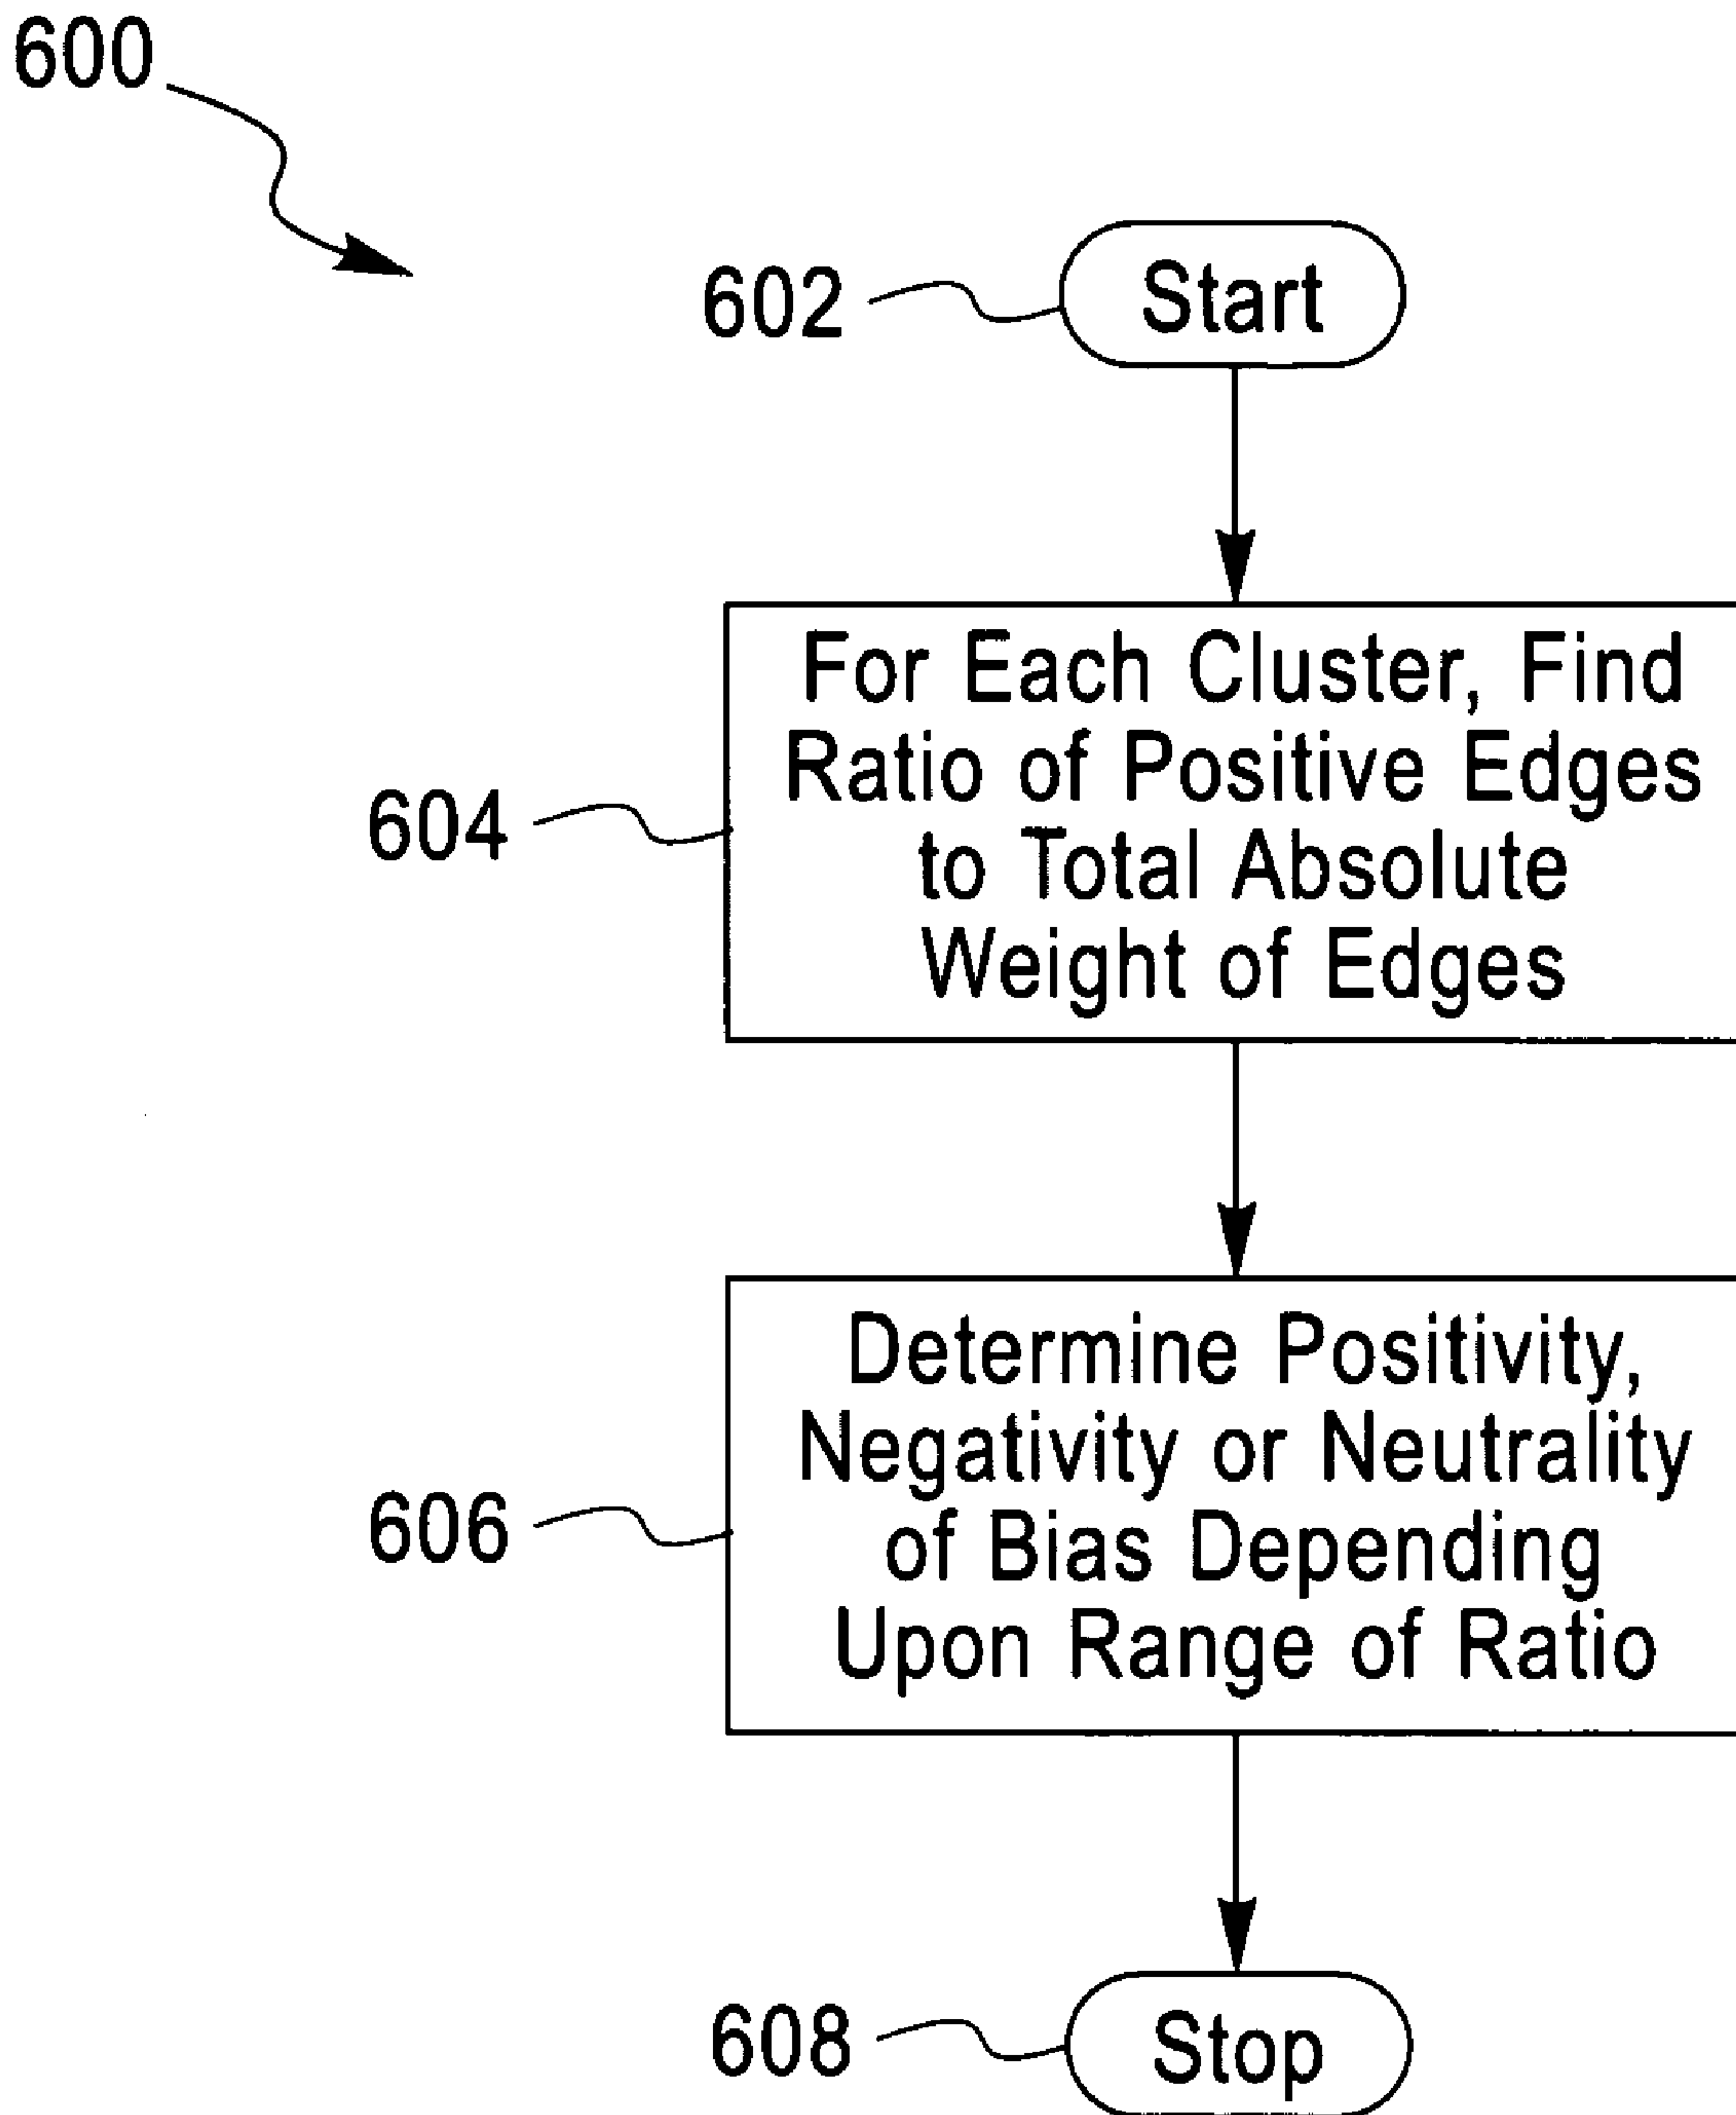 600
602
Start
For Each Cluster, Find
Ratio of Positive Edges
to Total Absolute
Weight of Edges
604
Determine Positivity,
Negativity or Neutrality
of Bias Depending
Upon Range of Ratio
606
608
Stop